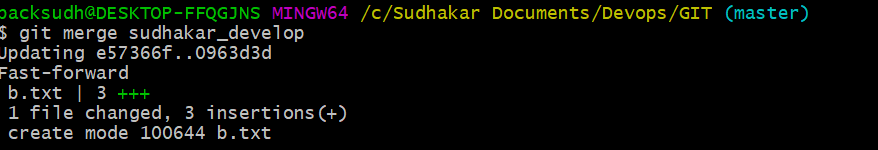 backsudh@DESKTOP-FFQGJNS MINGW64 /c/Sudhakar Documents/Devops/GIT (master)
$ git merge sudhakar_develop
Updating e57366f..0963d3d
Fast-forward
b.txt | 3 +++
1 file changed, 3 insertions(+)
create mode 100644 b.txt